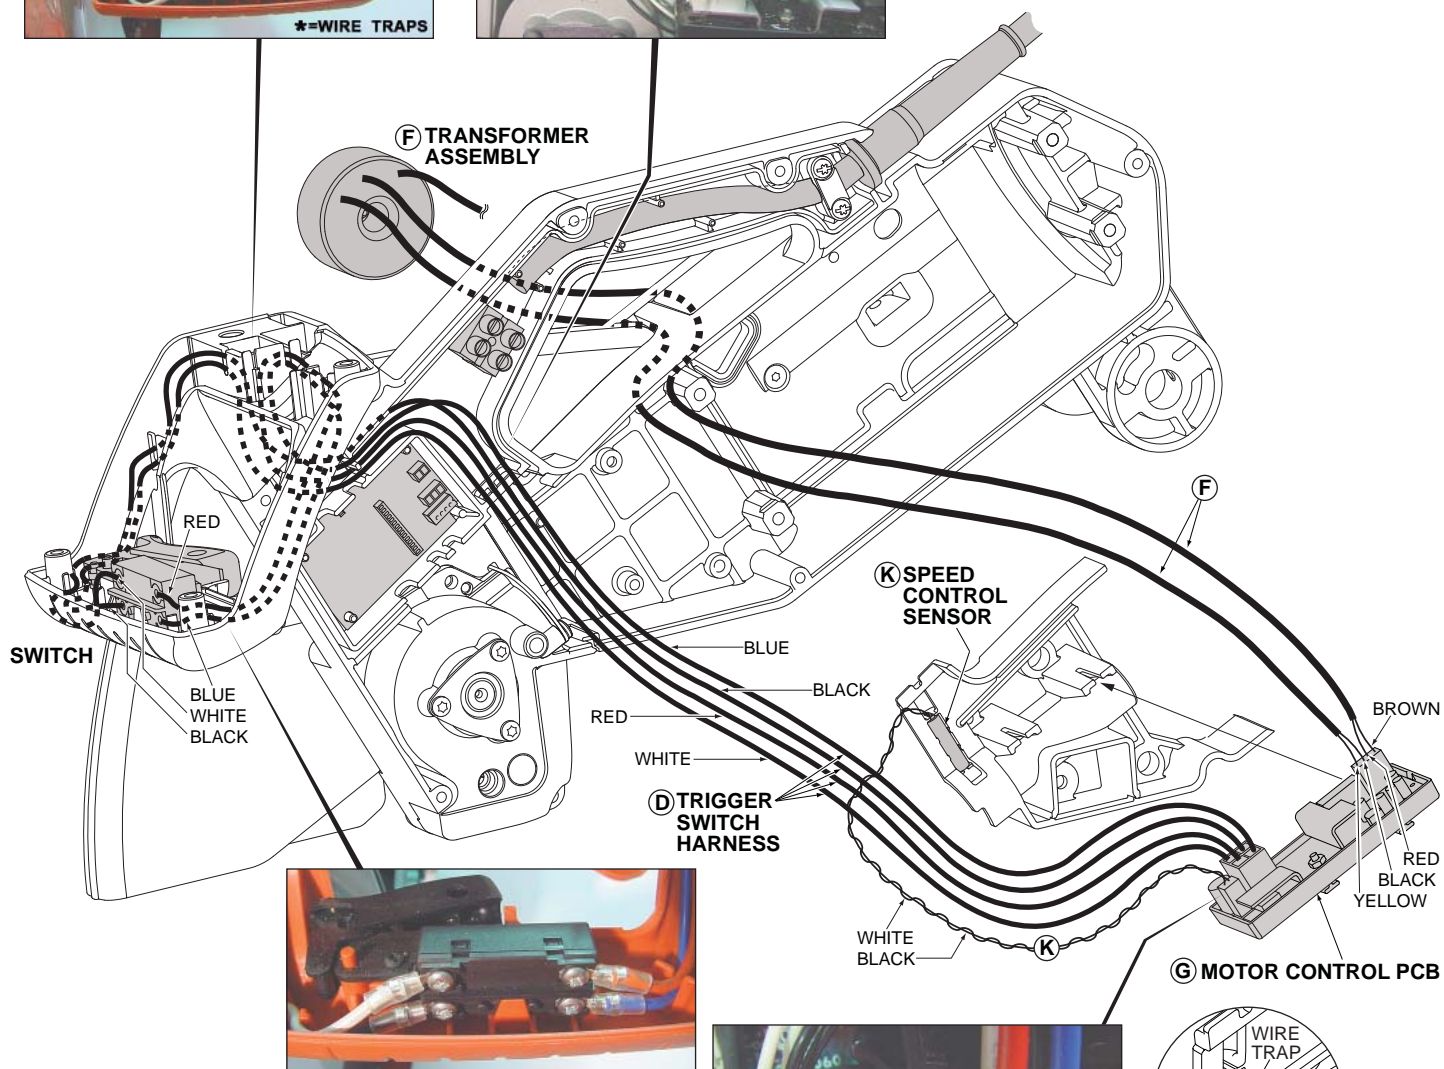 *=WIRE TRAPS
F TRANSFORMER
ASSEMBLY
F
RED
K SPEED
CONTROL
SENSOR
SWITCH
BLUE
WHITE
BLACK
BLUE
BLACK
RED
WHITE
D TRIGGER
SWITCH
HARNESS
BROWN
RED
BLACK
YELLOW
WHITE
BLACK
K
G MOTOR CONTROL PCB
WIRE
TRAP